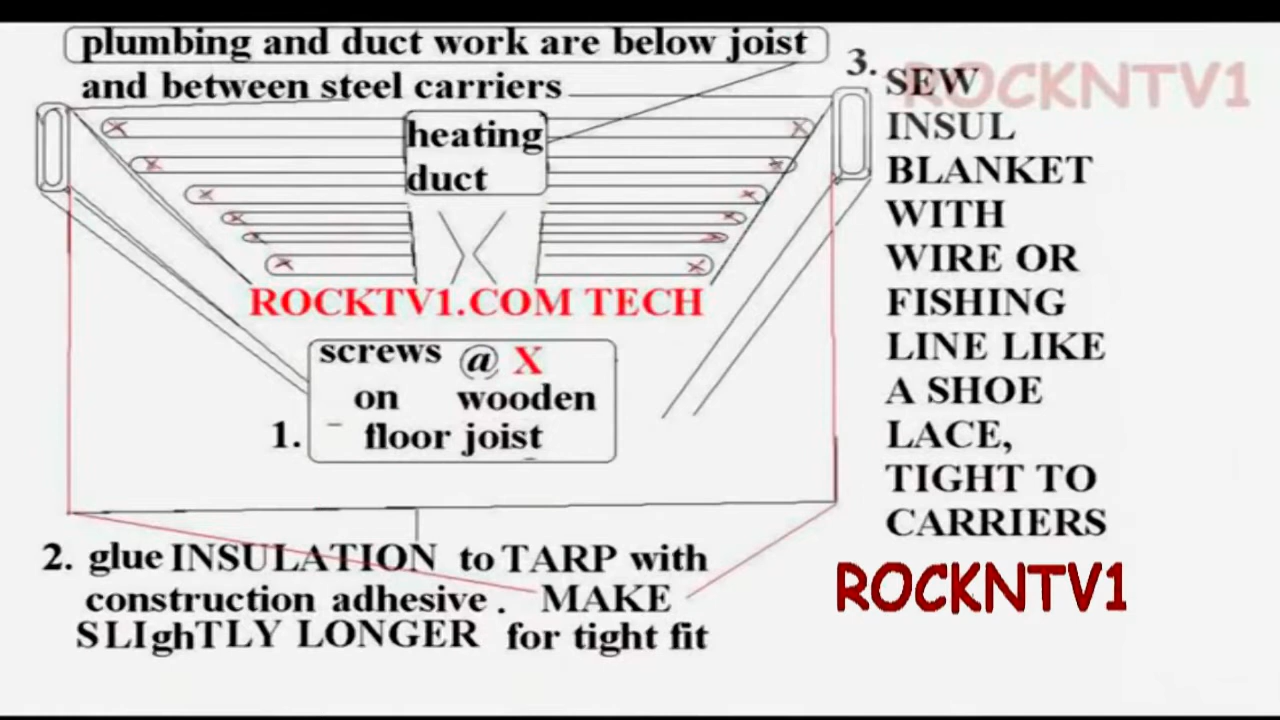 plumbing and duct work are below joist
and between steel carriers
heating
duct
ROCKTV1.COM TECH
screws @ X
on wooden
1. floor joist
2. glue INSULATION to TARP with
construction adhesive. MAKE
SLIghTLY LONGER for tight fit
3. SEW
INSUL
BLANKET
WITH
WIRE OR
FISHING
LINE LIKE
A SHOE
LACE,
TIGHT TO
CARRIERS
ROCKNTV1
ROCKNTV1